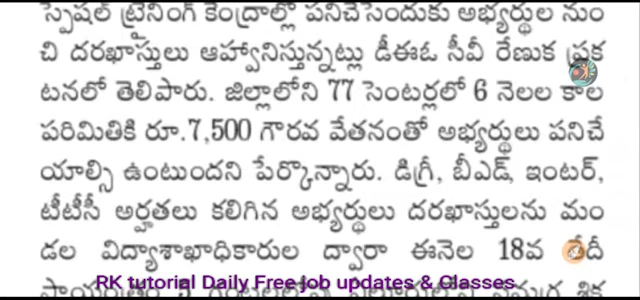 స్పెషల్ ట్రైనింగ్ కేంద్రాల్లో పనిచేసేందుకు అభ్యర్థుల నుం
చి దరఖాస్తులు ఆహ్వానిస్తున్నట్లు డీఈఓ సీవీ రేణుక ప్రక
టనలో తెలిపారు. జిల్లాలోని 77 సెంటర్లలో 6 నెలల కాల
పరిమితికి రూ.7,500 గౌరవ వేతనంతో అభ్యర్థులు పనిచే
యాల్సి ఉంటుందని పేర్కొన్నారు. డిగ్రీ, బీఎడ్, ఇంటర్,
టీటీసీ అర్హతలు కలిగిన అభ్యర్థులు దరఖాస్తులను మం
డల విద్యాశాఖాధికారుల ద్వారా ఈనెల 18వ తేదీ
RK tutorial Daily Free job updates & Classes
సాయంత్రం 5